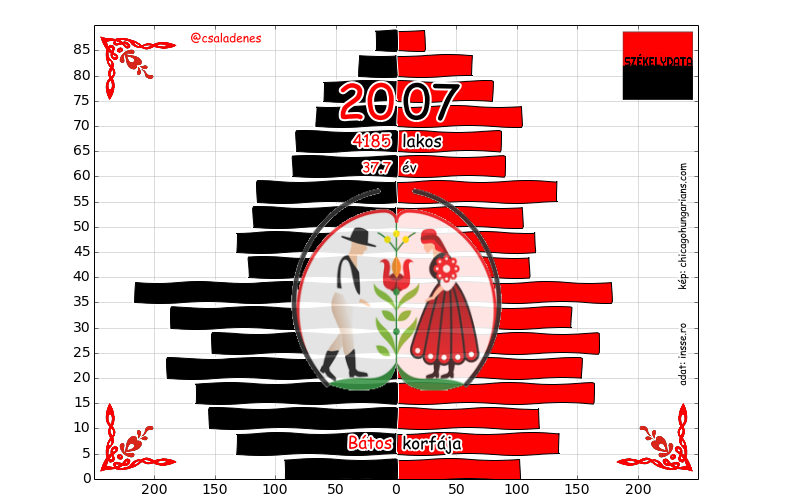 @csaladenes
SZÉKELYDATA
2007
4185 lakos
37.7 év
kép: chicagohungarians.com
adat: insse.ro
Bátos korfája
85
80
75
70
65
60
55
50
45
40
35
30
25
20
15
10
5
0
200 150 100 50 0 50 100 150 200